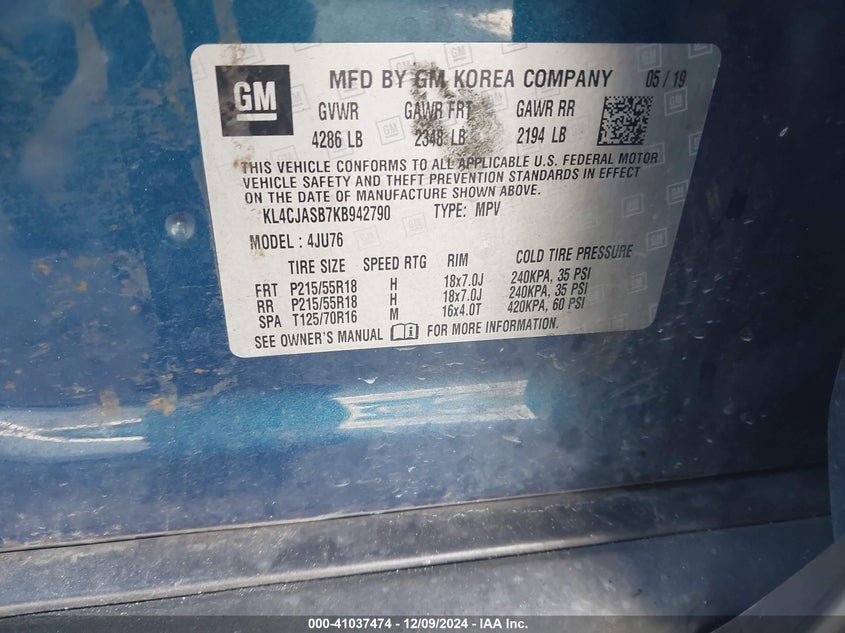 GM
MFD BY GM KOREA COMPANY 05 / 19
GVWR GAWR FRT GAWR RR
4286 LB 2348 LB 2194 LB
THIS VEHICLE CONFORMS TO ALL APPLICABLE U.S. FEDERAL MOTOR
VEHICLE SAFETY AND THEFT PREVENTION STANDARDS IN EFFECT
ON THE DATE OF MANUFACTURE SHOWN ABOVE.
KL4CJASB7KB942790 TYPE: MPV
MODEL : 4JU76
TIRE SIZE SPEED RTG RIM COLD TIRE PRESSURE
FRT P215/55R18 H 18x7.0J 240KPA, 35 PSI
RR P215/55R18 H 18x7.0J 240KPA, 35 PSI
SPA T125/70R16 M 16x4.0T 420KPA, 60 PSI
SEE OWNER'S MANUAL FOR MORE INFORMATION.
000-41037474 - 12/09/2024 - IAA Inc.